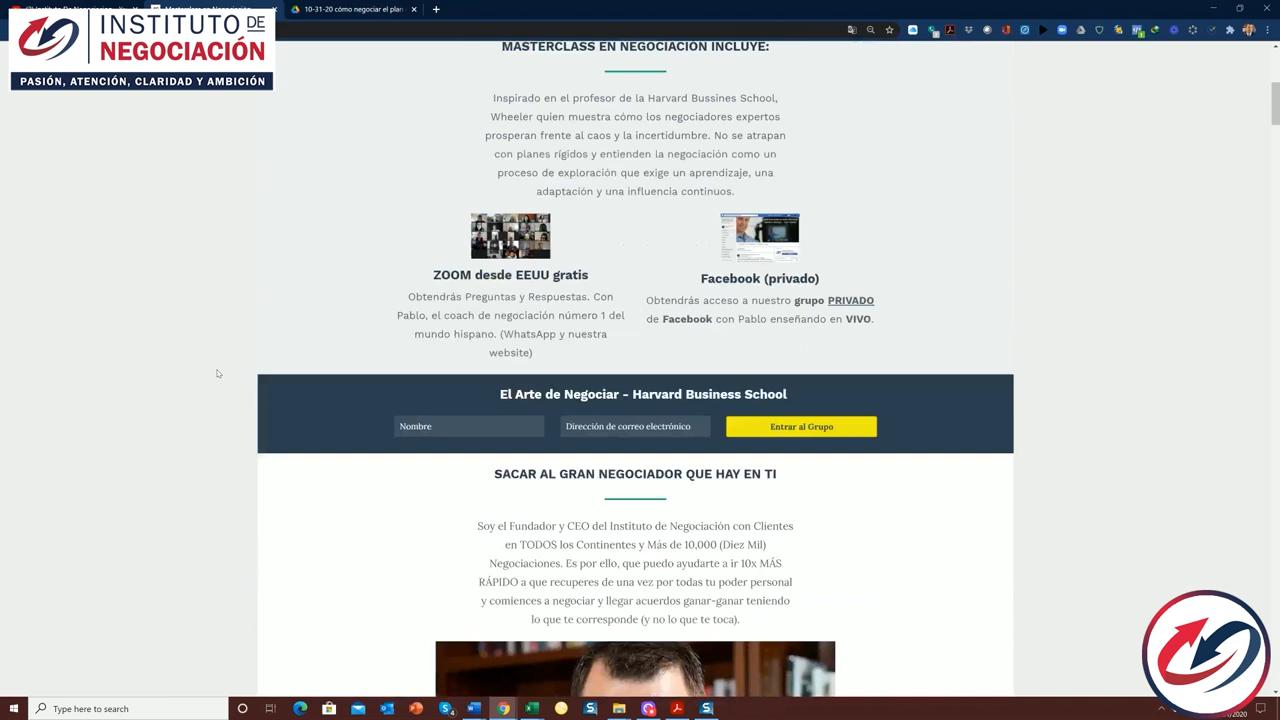 10-31-20 cómo negociar el plan
INSTITUTO DE
NEGOCIACIÓN
PASIÓN, ATENCIÓN, CLARIDAD Y AMBICIÓN
MASTERCLASS EN NEGOCIACIÓN INCLUYE:
Inspirado en el profesor de la Harvard Bussines School,
Wheeler quien muestra cómo los negociadores expertos
prosperan frente al caos y la incertidumbre. No se atrapan
con planes rígidos y entienden la negociación como un
proceso de exploración que exige un aprendizaje, una
adaptación y una influencia continuos.
ZOOM desde EEUU gratis
Obtendrás Preguntas y Respuestas. Con
Pablo, el coach de negociación número 1 del
mundo hispano. (WhatsApp y nuestra
website)
Facebook (privado)
Obtendrás acceso a nuestro grupo PRIVADO
de Facebook con Pablo enseñando en VIVO.
El Arte de Negociar - Harvard Business School
Nombre
Dirección de correo electrónico
Entrar al Grupo
SACAR AL GRAN NEGOCIADOR QUE HAY EN TI
Soy el Fundador y CEO del Instituto de Negociación con Clientes
en TODOS los Continentes y Más de 10,000 (Diez Mil)
Negociaciones. Es por ello, que puedo ayudarte a ir 10x MÁS
RÁPIDO a que recuperes de una vez por todas tu poder personal
y comiences a negociar y llegar acuerdos ganar-ganar teniendo
lo que te corresponde (y no lo que te toca).
Type here to search